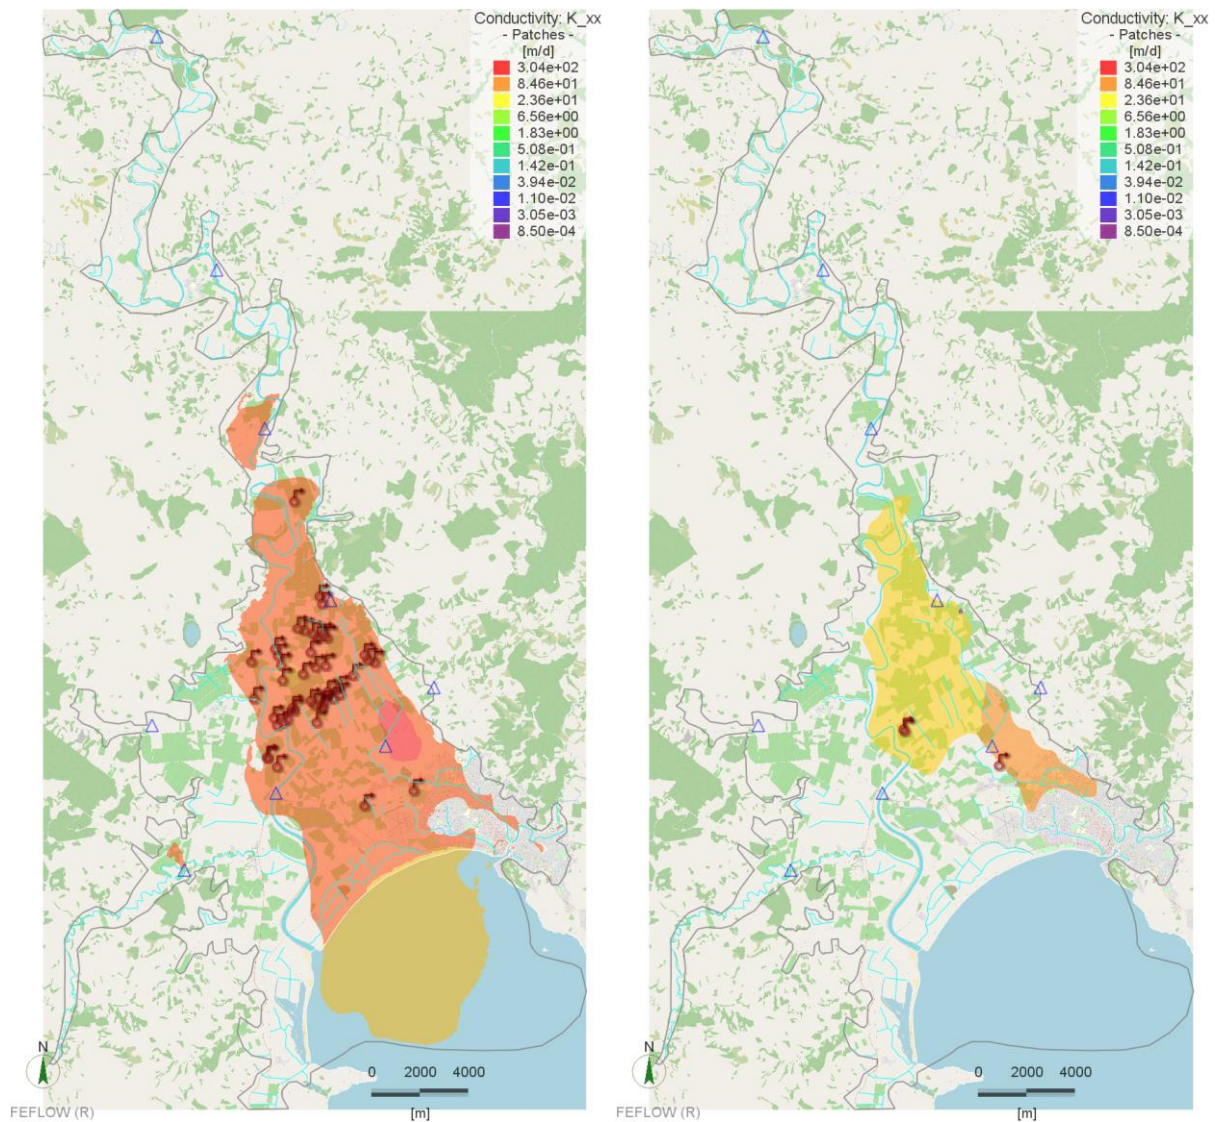 Conductivity: K_xx
- Patches -
[m/d]
3.04e+02
8.46e+01
2.36e+01
6.56e+00
1.83e+00
5.08e-01
1.42e-01
3.94e-02
1.10e-02
3.05e-03
8.50e-04
N
0 2000 4000
FEFLOW (R)
[m]
Conductivity: K_xx
- Patches -
[m/d]
3.04e+02
8.46e+01
2.36e+01
6.56e+00
1.83e+00
5.08e-01
1.42e-01
3.94e-02
1.10e-02
3.05e-03
8.50e-04
N
0 2000 4000
FEFLOW (R)
[m]